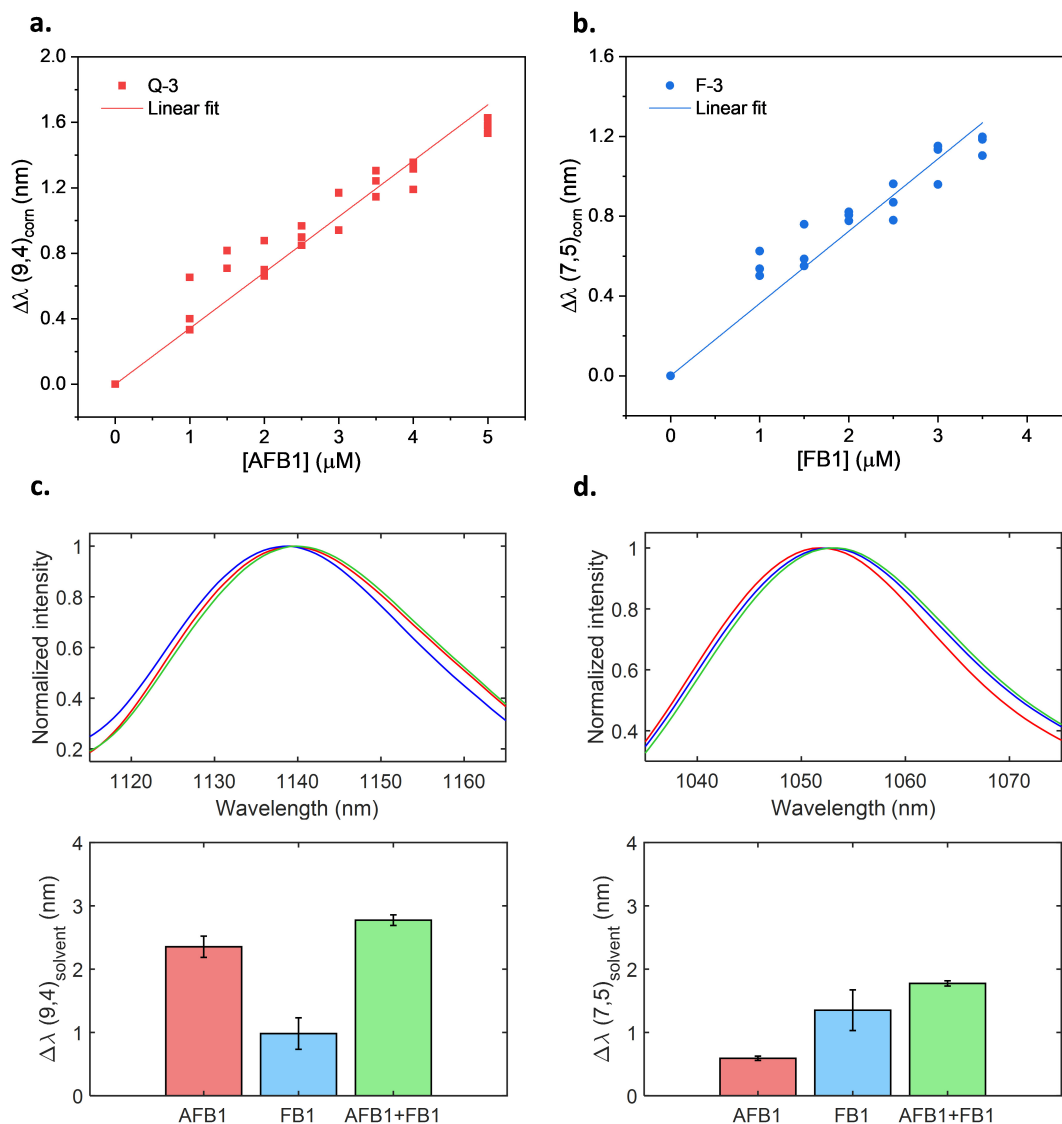 a.
2.0
1.6
1.2
0.8
0.4
0.0
Δλ (9,4)corn (nm)
Q-3
Linear fit
0 1 2 3 4 5
[AFB1] (μM)
b.
1.6
1.2
0.8
0.4
0.0
Δλ (7,5)corn (nm)
F-3
Linear fit
0 1 2 3 4
[FB1] (μM)
c.
1
0.8
0.6
0.4
0.2
Normalized intensity
1120 1130 1140 1150 1160
Wavelength (nm)
4
3
2
1
0
Δλ (9,4)solvent (nm)
AFB1 FB1 AFB1+FB1
d.
1
0.8
0.6
0.4
Normalized intensity
1040 1050 1060 1070
Wavelength (nm)
4
3
2
1
0
Δλ (7,5)solvent (nm)
AFB1 FB1 AFB1+FB1